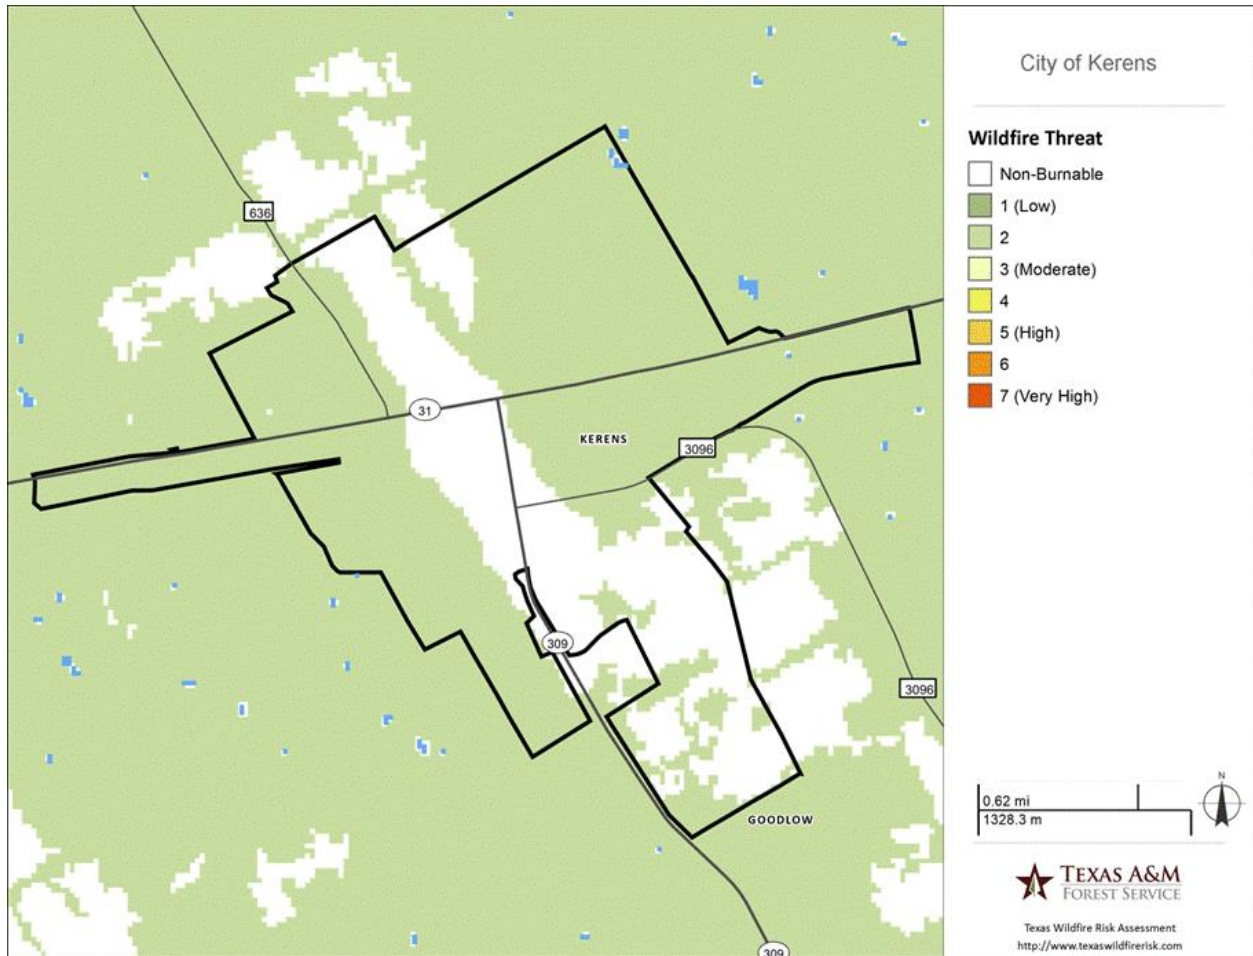 City of Kerens
Wildfire Threat
Non-Burnable
1 (Low)
2
3 (Moderate)
4
5 (High)
6
7 (Very High)
636
31
KERENS
3096
309
3096
GOODLOW
309
0.62 mi
1328.3 m
N
TEXAS A&M
FOREST SERVICE
Texas Wildfire Risk Assessment
http://www.texaswildfirerisk.com